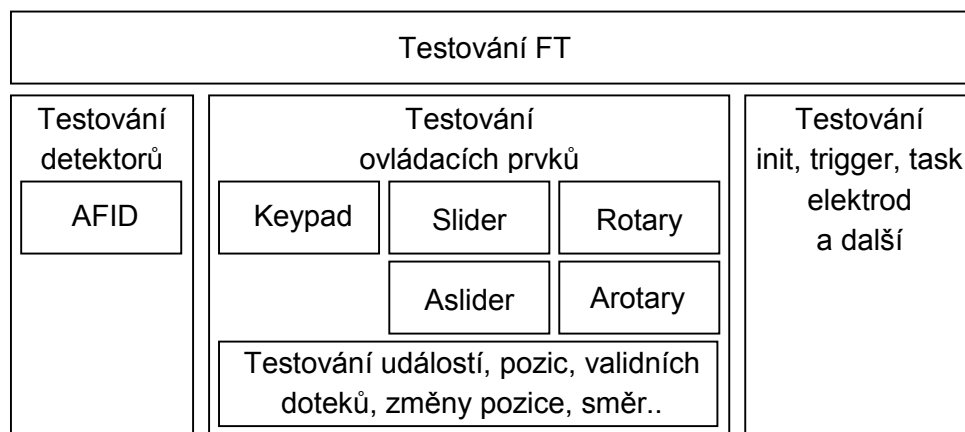 Testování FT
Testování
detektorů
AFID
Testování
ovládacích prvků
Keypad
Slider
Rotary
Aslider
Arotary
Testování událostí, pozic, validních
doteků, změny pozice, směr..
Testování
init, trigger, task
elektrod
a další